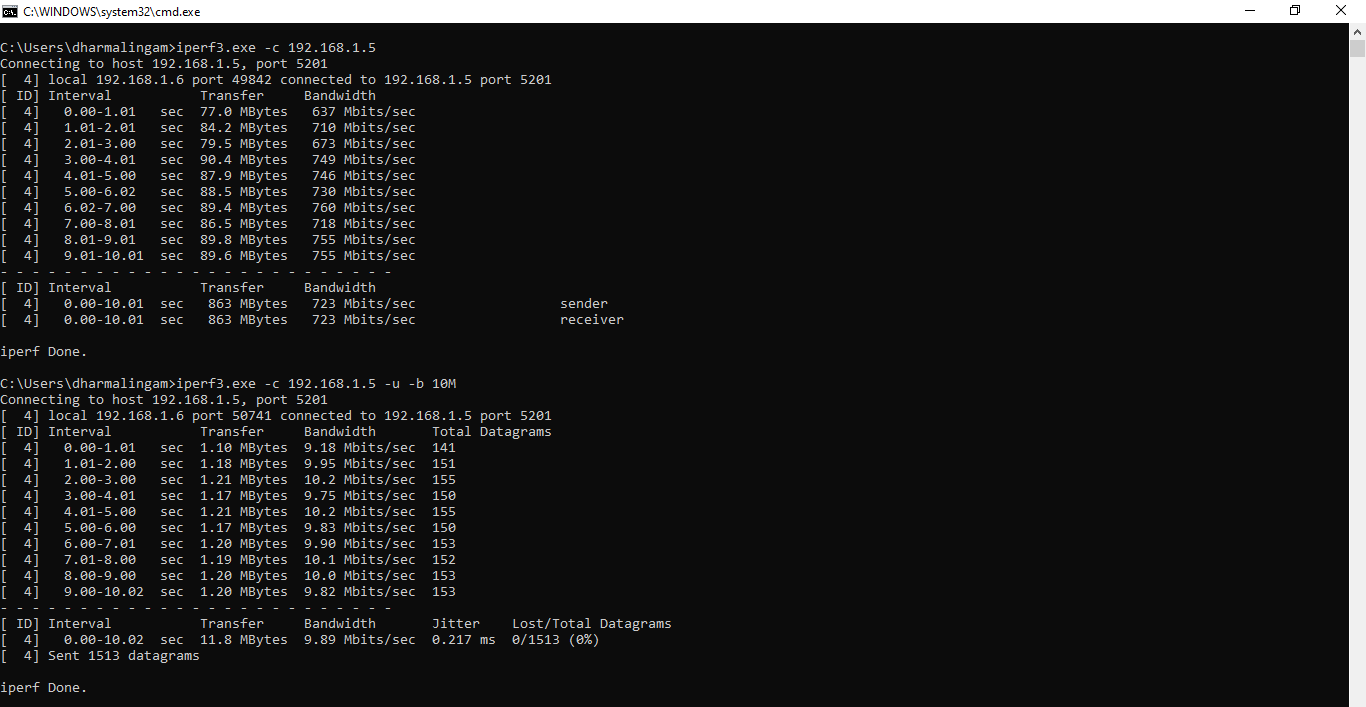 C:\WINDOWS\system32\cmd.exe
C:\Users\dharmalingam>iperf3.exe -c 192.168.1.5
Connecting to host 192.168.1.5, port 5201
[  4] local 192.168.1.6 port 49842 connected to 192.168.1.5 port 5201
[ ID] Interval           Transfer     Bandwidth
[  4]   0.00-1.01   sec  77.0 MBytes   637 Mbits/sec
[  4]   1.01-2.01   sec  84.2 MBytes   710 Mbits/sec
[  4]   2.01-3.00   sec  79.5 MBytes   673 Mbits/sec
[  4]   3.00-4.01   sec  90.4 MBytes   749 Mbits/sec
[  4]   4.01-5.00   sec  87.9 MBytes   746 Mbits/sec
[  4]   5.00-6.02   sec  88.5 MBytes   730 Mbits/sec
[  4]   6.02-7.00   sec  89.4 MBytes   760 Mbits/sec
[  4]   7.00-8.01   sec  86.5 MBytes   718 Mbits/sec
[  4]   8.01-9.01   sec  89.8 MBytes   755 Mbits/sec
[  4]   9.01-10.01  sec  89.6 MBytes   755 Mbits/sec
- - - - - - - - - - - - - - - - - - - - - - - - -
[ ID] Interval           Transfer     Bandwidth
[  4]   0.00-10.01  sec   863 MBytes   723 Mbits/sec                  sender
[  4]   0.00-10.01  sec   863 MBytes   723 Mbits/sec                  receiver
iperf Done.
C:\Users\dharmalingam>iperf3.exe -c 192.168.1.5 -u -b 10M
Connecting to host 192.168.1.5, port 5201
[  4] local 192.168.1.6 port 50741 connected to 192.168.1.5 port 5201
[ ID] Interval           Transfer     Bandwidth       Total Datagrams
[  4]   0.00-1.01   sec  1.10 MBytes  9.18 Mbits/sec  141
[  4]   1.01-2.00   sec  1.18 MBytes  9.95 Mbits/sec  151
[  4]   2.00-3.00   sec  1.21 MBytes  10.2 Mbits/sec  155
[  4]   3.00-4.01   sec  1.17 MBytes  9.75 Mbits/sec  150
[  4]   4.01-5.00   sec  1.21 MBytes  10.2 Mbits/sec  155
[  4]   5.00-6.00   sec  1.17 MBytes  9.83 Mbits/sec  150
[  4]   6.00-7.01   sec  1.20 MBytes  9.90 Mbits/sec  153
[  4]   7.01-8.00   sec  1.19 MBytes  10.1 Mbits/sec  152
[  4]   8.00-9.00   sec  1.20 MBytes  10.0 Mbits/sec  153
[  4]   9.00-10.02  sec  1.20 MBytes  9.82 Mbits/sec  153
- - - - - - - - - - - - - - - - - - - - - - - - -
[ ID] Interval           Transfer     Bandwidth       Jitter    Lost/Total Datagrams
[  4]   0.00-10.02  sec  11.8 MBytes  9.89 Mbits/sec  0.217 ms  0/1513 (0%)
[  4] Sent 1513 datagrams
iperf Done.